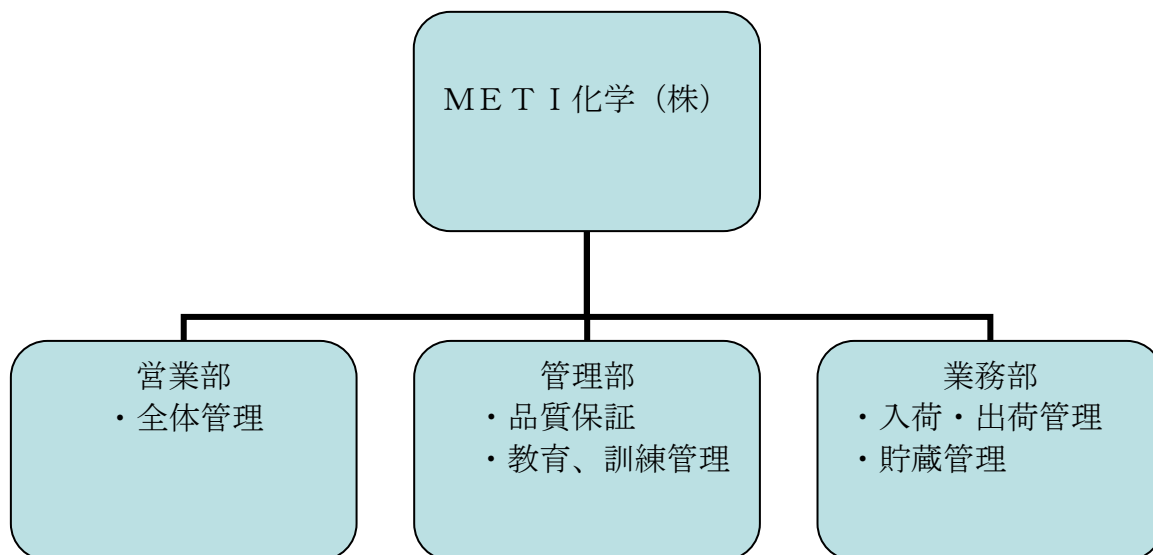 ＭＥＴＩ化学（株）
営業部
・全体管理
管理部
・品質保証
・教育、訓練管理
業務部
・入荷・出荷管理
・貯蔵管理